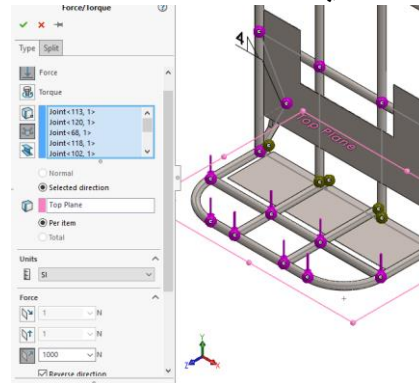 Force/Torque
Type Split
Force
Torque
Joint<113, 1>
Joint<120, 1>
Joint<68, 1>
Joint<118, 1>
Joint<102, 1>
Normal
Selected direction
Top Plane
Per item
Total
Units
SI
Force
1 N
1 N
1000 N
Reverse direction
4
Top Plane
Y
Z
X